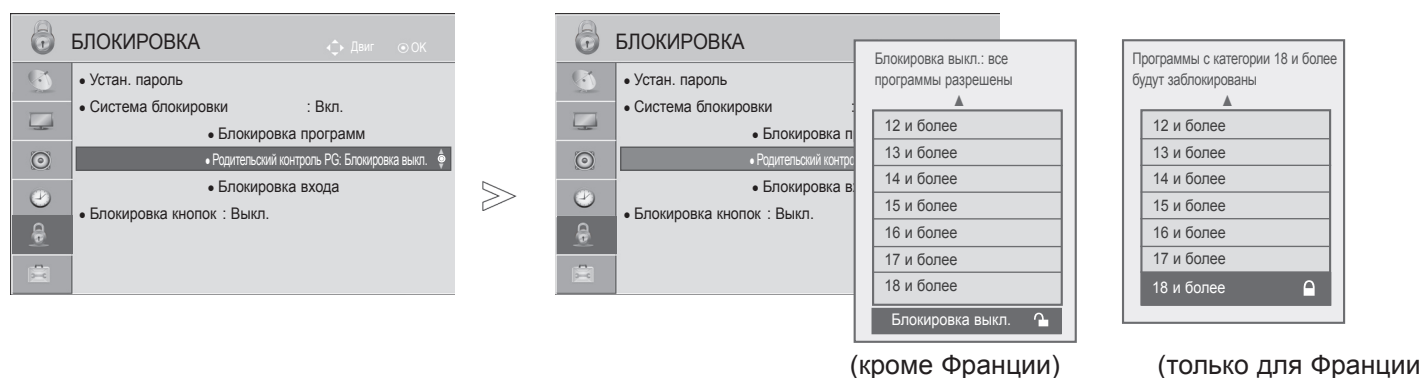 БЛОКИРОВКА
Двиг ОК
• Устан. пароль
• Система блокировки : Вкл.
• Блокировка программ
• Родительский контроль PG: Блокировка выкл.
• Блокировка входа
• Блокировка кнопок : Выкл.
БЛОКИРОВКА
• Устан. пароль
• Система блокировки :
• Блокировка п
• Родительский контро
• Блокировка в
• Блокировка кнопок : Выкл.
Блокировка выкл.: все
программы разрешены
12 и более
13 и более
14 и более
15 и более
16 и более
17 и более
18 и более
Блокировка выкл.
(кроме Франции)
Программы с категории 18 и более
будут заблокированы
12 и более
13 и более
14 и более
15 и более
16 и более
17 и более
18 и более
(только для Франции